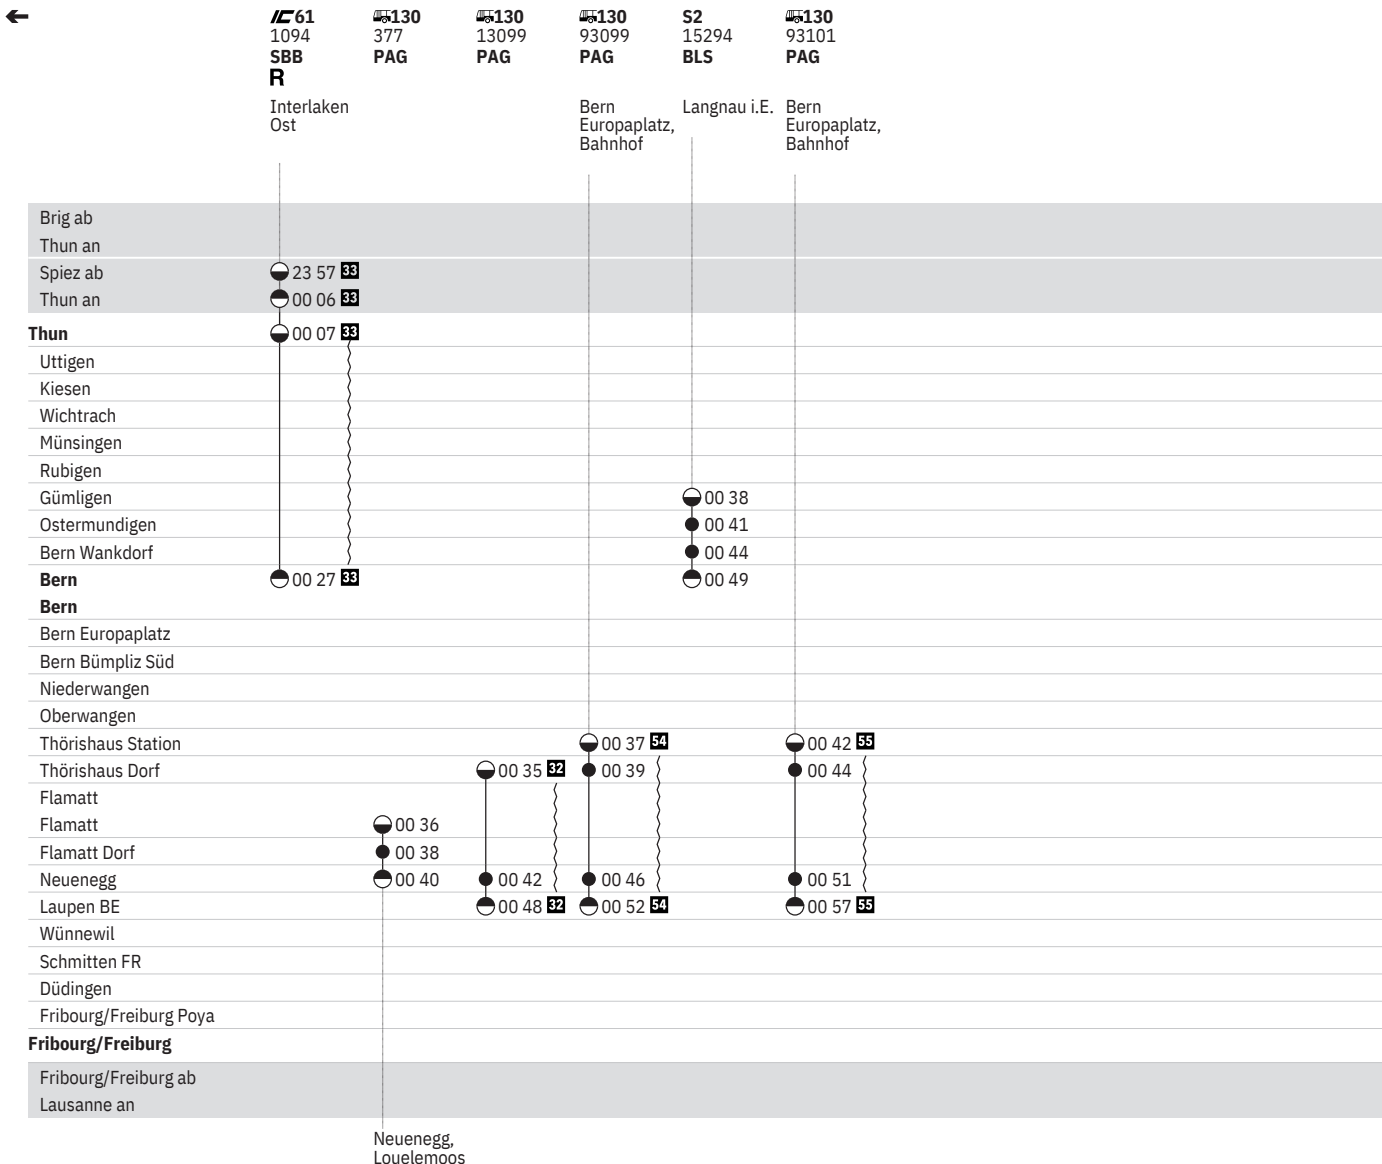 IC 61 130 130 130 S2 130
1094 377 13099 93099 15294 93101
SBB PAG PAG PAG BLS PAG
R
Interlaken Bern Langnau i.E. Bern
Ost Europaplatz, Europaplatz,
Bahnhof Bahnhof
Brig ab
Thun an
Spiez ab 23 57 33
Thun an 00 06 33
Thun 00 07 33
Uttigen
Kiesen
Wichtrach
Münsingen
Rubigen
Gümligen 00 38
Ostermundigen 00 41
Bern Wankdorf 00 44
Bern 00 27 33 00 49
Bern
Bern Europaplatz
Bern Bümpliz Süd
Niederwangen
Oberwangen
Thörishaus Station 00 37 54 00 42 55
Thörishaus Dorf 00 35 32 00 39 00 44
Flamatt
Flamatt 00 36
Flamatt Dorf 00 38
Neuenegg 00 40 00 42 00 46 00 51
Laupen BE 00 48 32 00 52 54 00 57 55
Wünnewil
Schmitten FR
Düdingen
Fribourg/Freiburg Poya
Fribourg/Freiburg
Fribourg/Freiburg ab
Lausanne an
Neuenegg,
Louelemoos